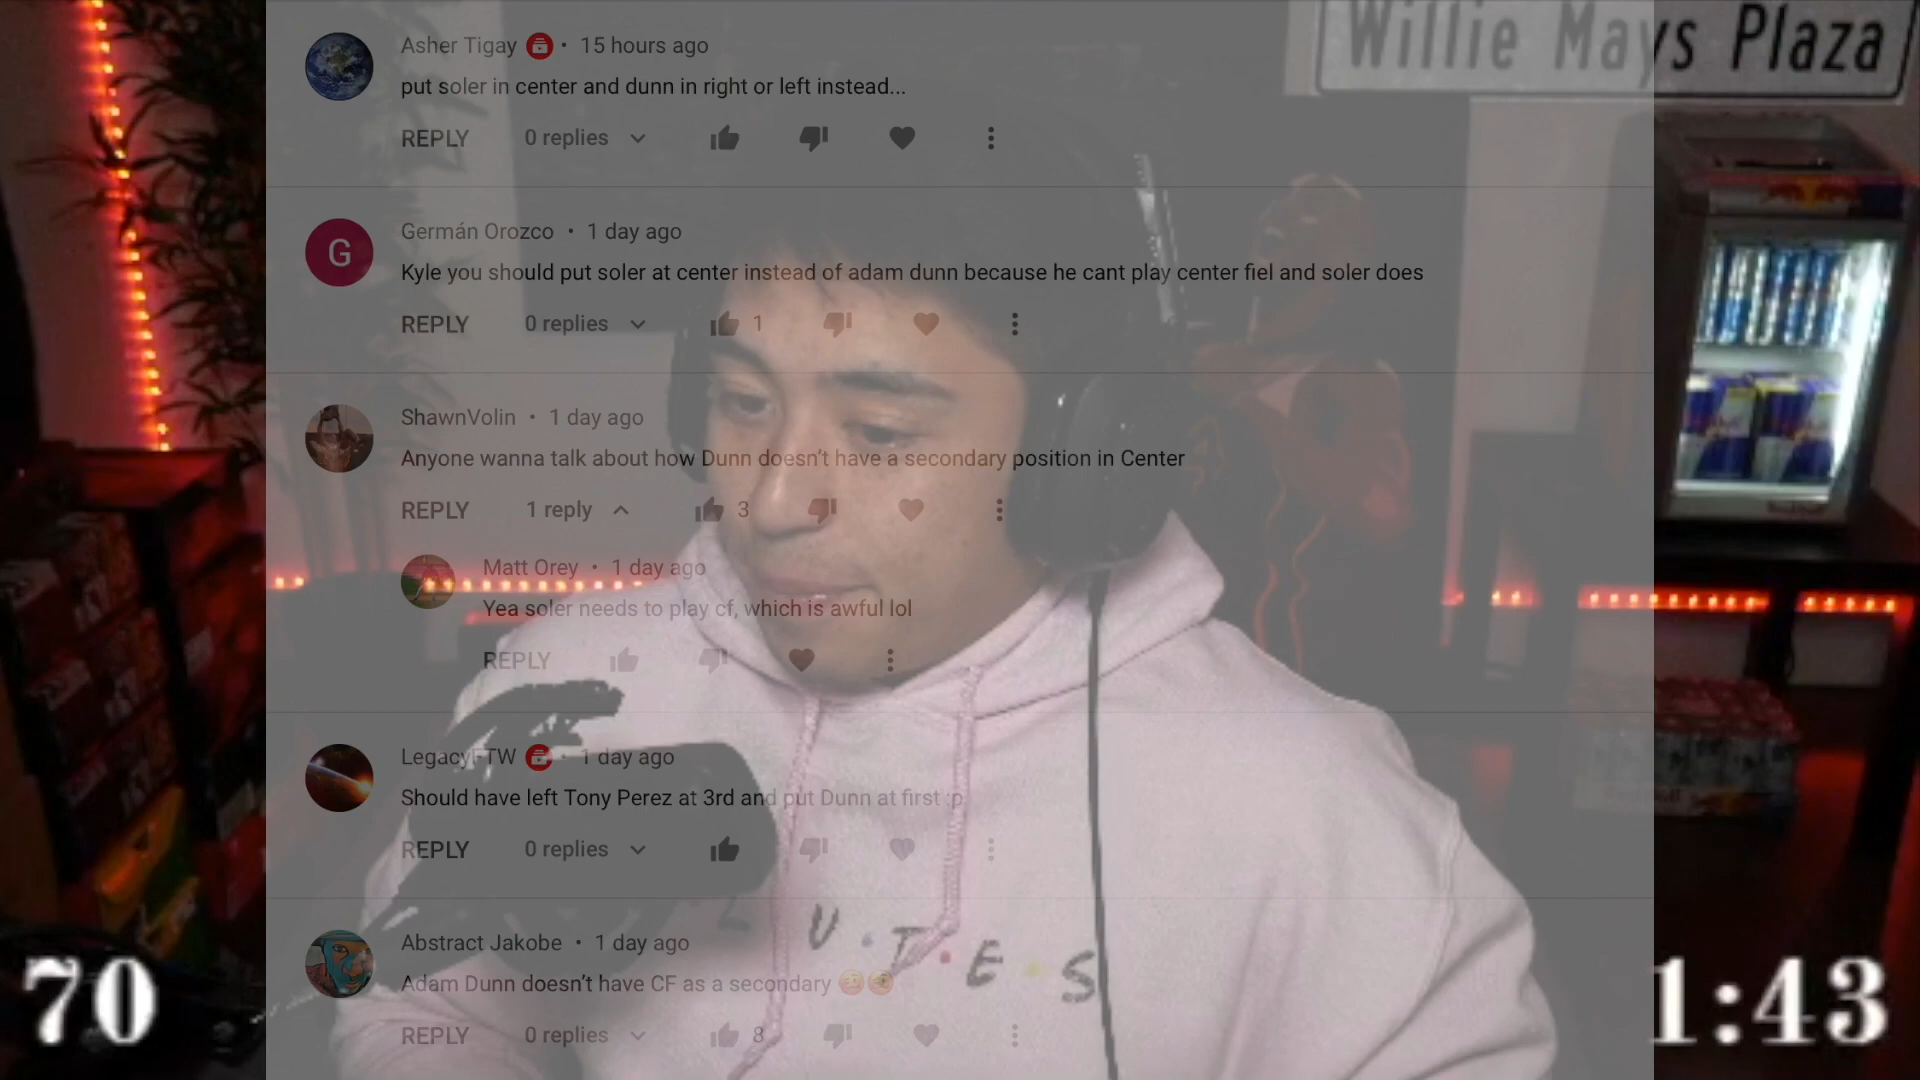 Willie Mays Plaza
Asher Tigay • 15 hours ago
put soler in center and dunn in right or left instead...
REPLY 0 replies
Germán Orozco • 1 day ago
G
Kyle you should put soler at center instead of adam dunn because he cant play center fiel and soler does
REPLY 0 replies 1
ShawnVolin • 1 day ago
Anyone wanna talk about how Dunn doesn't have a secondary position in Center
REPLY 1 reply 3
Matt Orey • 1 day ago
Yea soler needs to play cf, which is awful lol
REPLY
LegacyFTW • 1 day ago
Should have left Tony Perez at 3rd and put Dunn at first :p
REPLY 0 replies
Abstract Jakobe • 1 day ago
Adam Dunn doesn't have CF as a secondary
REPLY 0 replies 8
U•T•E•S
70
1:43